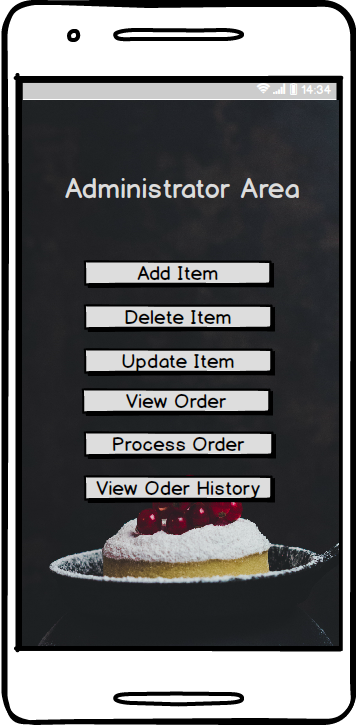 14:34
Administrator Area
Add Item
Delete Item
Update Item
View Order
Process Order
View Oder History